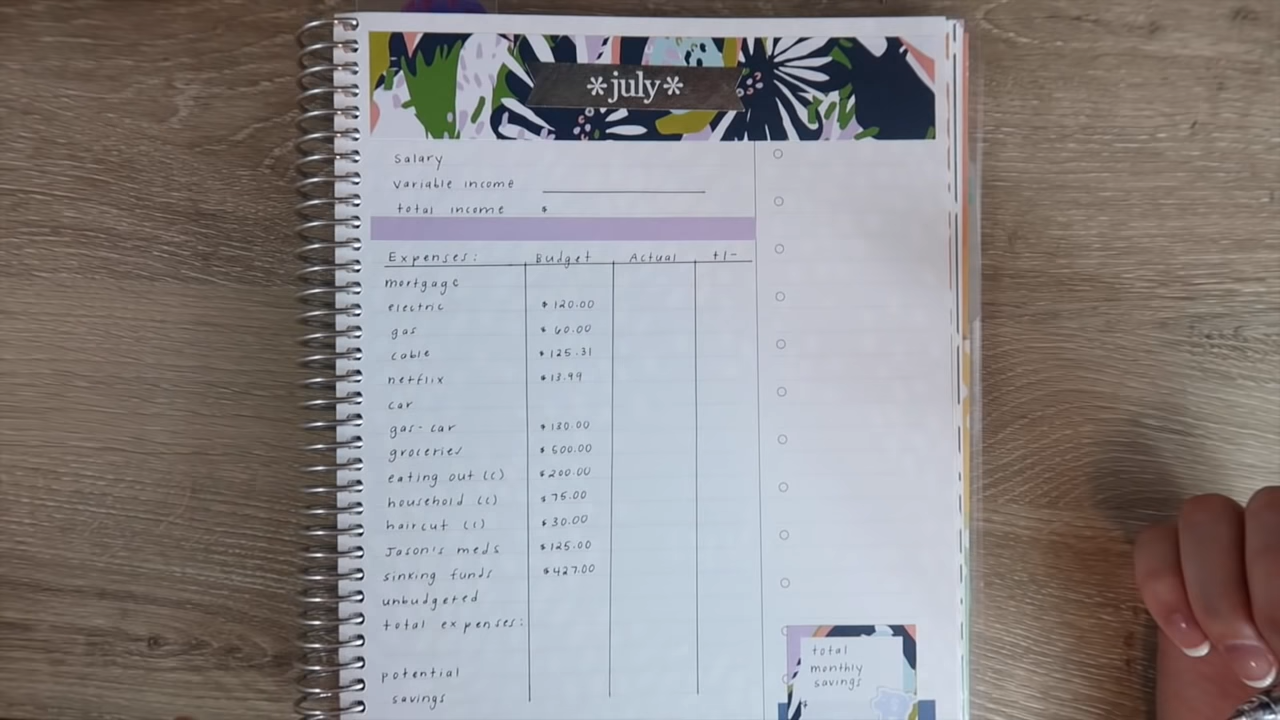 *july*
Salary
Variable income
total income $
Expenses: Budget Actual +/-
mortgage
electric $120.00
gas $60.00
cable $125.31
netflix $13.99
car
gas-car $130.00
groceries $500.00
eating out (c) $200.00
household (c) $75.00
haircut (c) $30.00
Jason's meds $125.00
sinking funds $427.00
unbudgeted
total expenses:
potential
savings
total
monthly
savings
$